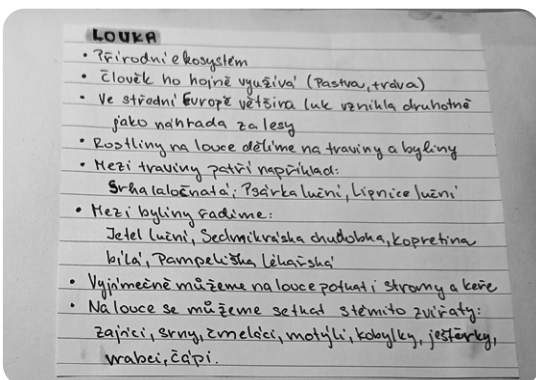 LOUKA
• Přírodní ekosystém
• Člověk ho hojně využívá (Pastva, tráva)
• Ve střední Evropě většina luk vznikla druhotně
jako náhrada za lesy
• Rostliny na louce dělíme na traviny a byliny
• Mezi traviny patří například:
Srha laločnatá, Psárka luční, Lipnice luční
• Mezi byliny řadíme:
Jetel luční, Sedmikráska chudobka, kopretina
bílá, Pampeliška lékařská
• Vyjímečně můžeme na louce potkat i stromy a keře
• Na louce se můžeme setkat s těmito zvířaty:
zajíci, srny, čmeláci, motýli, kobylky, ještěrky,
vrabci, čápi.